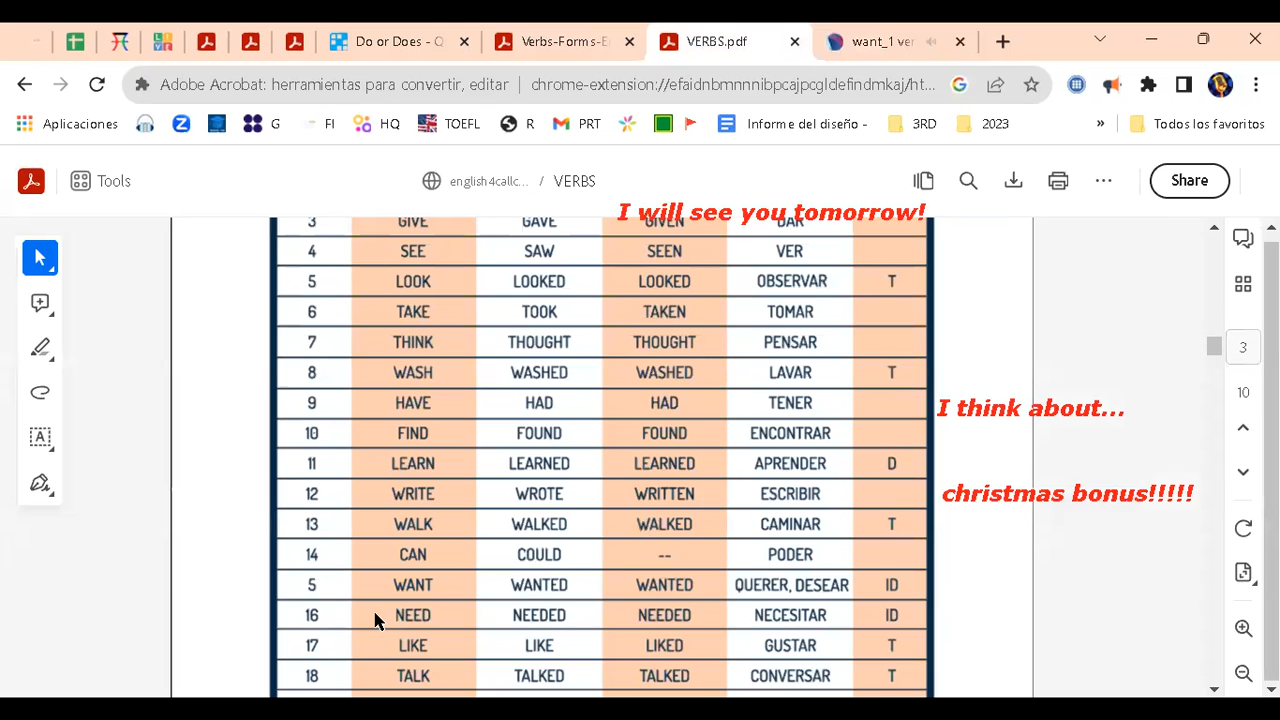 Do or Does - Q
Verbs-Forms-E
VERBS.pdf
want_1 ver
Adobe Acrobat: herramientas para convertir, editar
chrome-extension://efaidnbmnnnibpcajpcglclefindmkaj/ht...
Aplicaciones
G
FI
HQ
TOEFL
R
PRT
Informe del diseño -
3RD
2023
»
Todos los favoritos
Tools
english4callc... / VERBS
Share
I will see you tomorrow!
3 GIVE GAVE GIVEN DAR
4 SEE SAW SEEN VER
5 LOOK LOOKED LOOKED OBSERVAR T
6 TAKE TOOK TAKEN TOMAR
7 THINK THOUGHT THOUGHT PENSAR
8 WASH WASHED WASHED LAVAR T
9 HAVE HAD HAD TENER
I think about...
10 FIND FOUND FOUND ENCONTRAR
11 LEARN LEARNED LEARNED APRENDER D
12 WRITE WROTE WRITTEN ESCRIBIR
christmas bonus!!!!!
13 WALK WALKED WALKED CAMINAR T
14 CAN COULD -- PODER
5 WANT WANTED WANTED QUERER, DESEAR ID
16 NEED NEEDED NEEDED NECESITAR ID
17 LIKE LIKE LIKED GUSTAR T
18 TALK TALKED TALKED CONVERSAR T
3
10